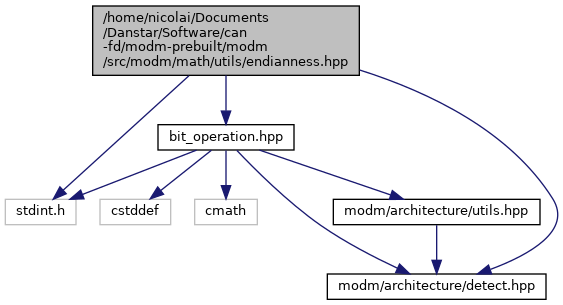 /home/nicolai/Documents
/Danstar/Software/can
-fd/modm-prebuilt/modm
/src/modm/math/utils/endianness.hpp
bit_operation.hpp
stdint.h
cstddef
cmath
modm/architecture/utils.hpp
modm/architecture/detect.hpp